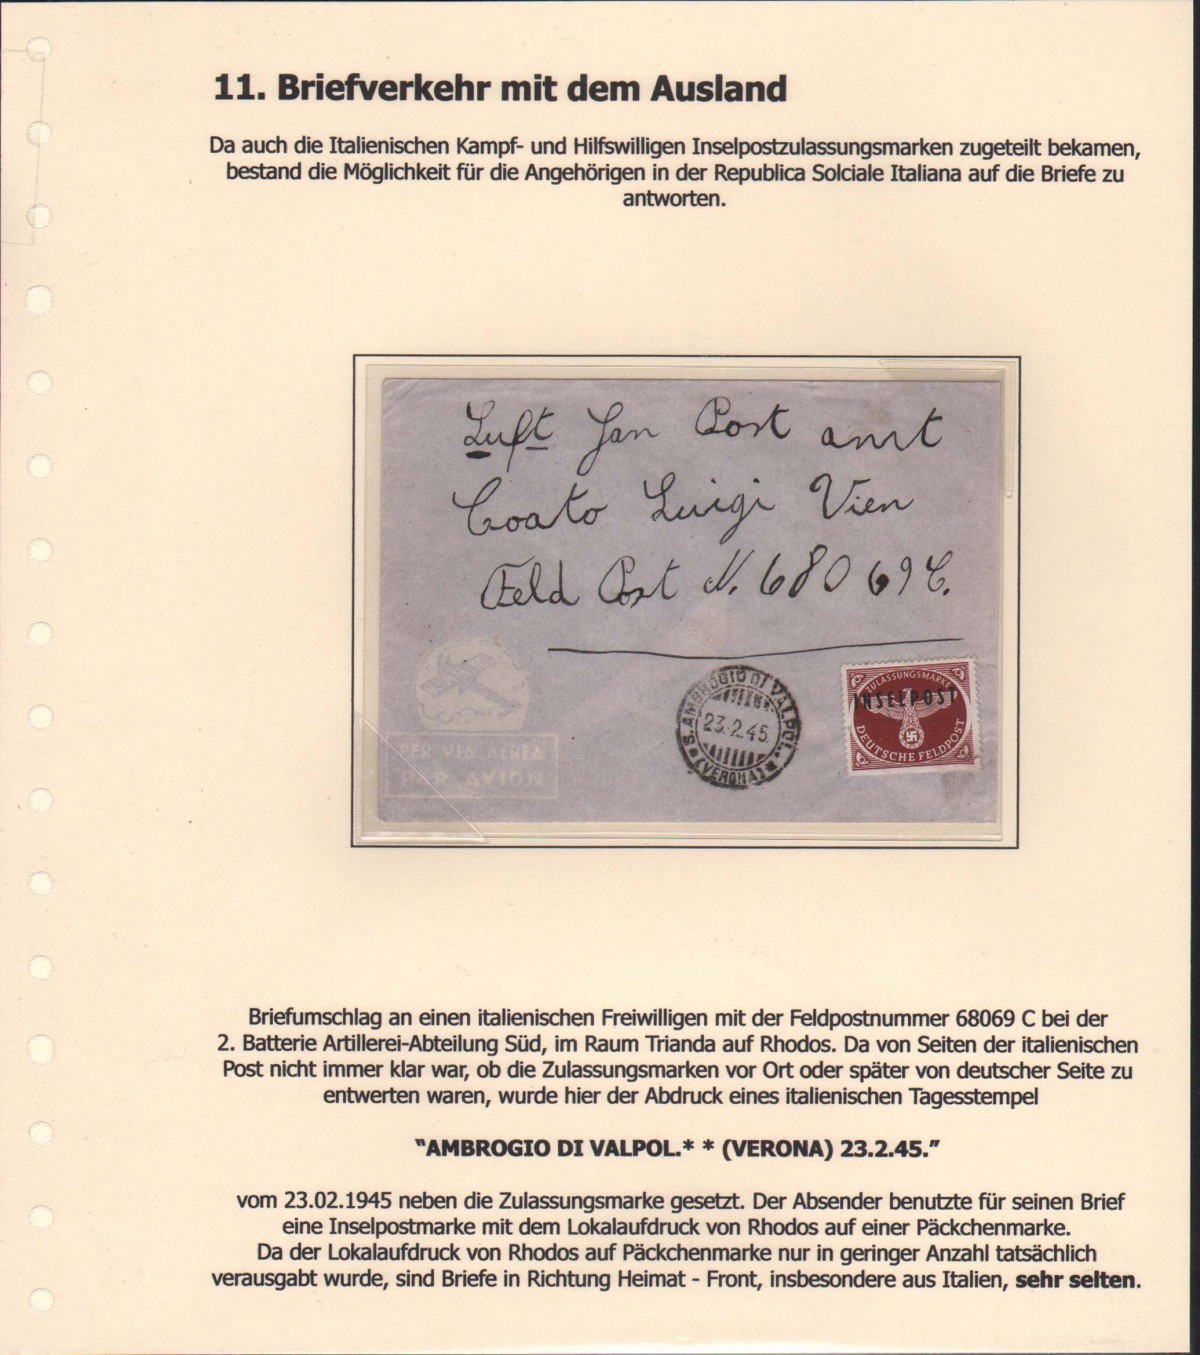 11. Briefverkehr mit dem Ausland
Da auch die Italienischen Kampf- und Hilfswilligen Inselpostzulassungsmarken zugeteilt bekamen,
bestand die Möglichkeit für die Angehörigen in der Republica Solciale Italiana auf die Briefe zu
antworten.
Luft Jan Post amt
Coato Luigi Vien
Feld Post N. 68069 C.
PER VIA AEREA
PAR AVION
S. AMBROGIO DI VALPOL.
23.2.45.
(VERONA)
ZULASSUNGSMARKE
INSELPOST
DEUTSCHE FELDPOST
Briefumschlag an einen italienischen Freiwilligen mit der Feldpostnummer 68069 C bei der
2. Batterie Artillerei-Abteilung Süd, im Raum Trianda auf Rhodos. Da von Seiten der italienischen
Post nicht immer klar war, ob die Zulassungsmarken vor Ort oder später von deutscher Seite zu
entwerten waren, wurde hier der Abdruck eines italienischen Tagesstempel
"AMBROGIO DI VALPOL.* * (VERONA) 23.2.45."
vom 23.02.1945 neben die Zulassungsmarke gesetzt. Der Absender benutzte für seinen Brief
eine Inselpostmarke mit dem Lokalaufdruck von Rhodos auf einer Päckchenmarke.
Da der Lokalaufdruck von Rhodos auf Päckchenmarke nur in geringer Anzahl tatsächlich
verausgabt wurde, sind Briefe in Richtung Heimat - Front, insbesondere aus Italien, sehr selten.